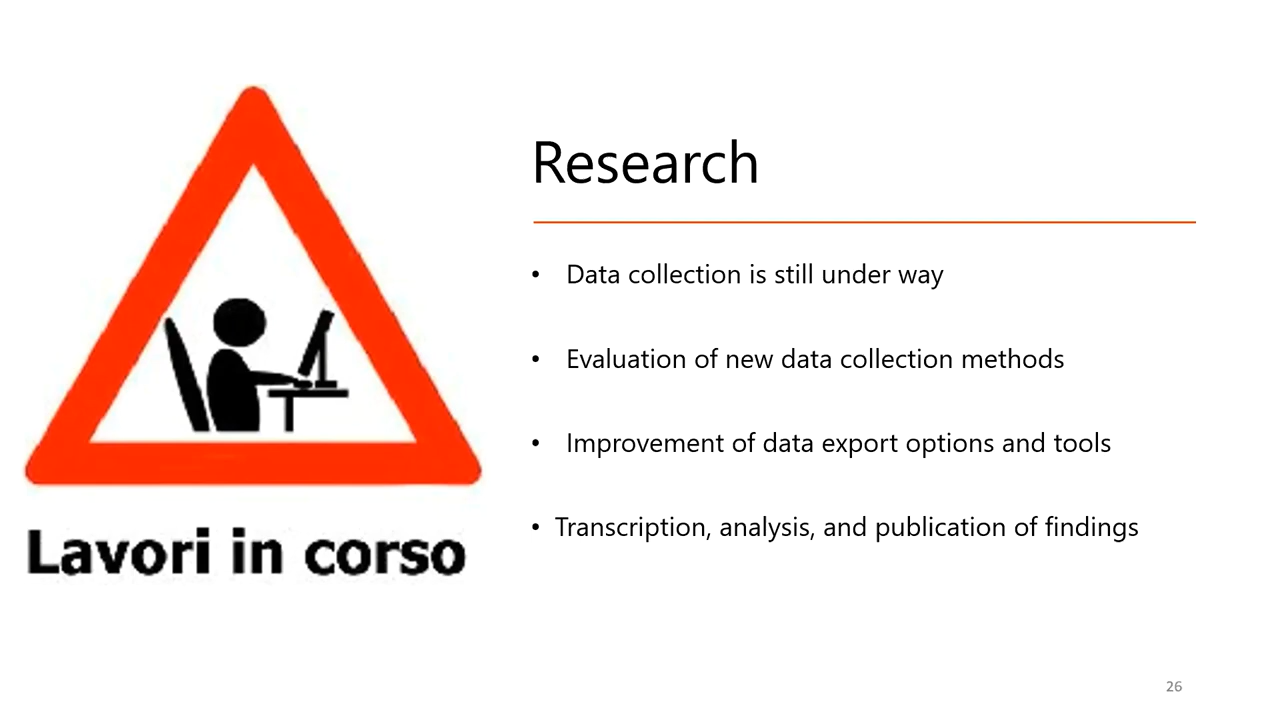 Research
• Data collection is still under way
• Evaluation of new data collection methods
• Improvement of data export options and tools
• Transcription, analysis, and publication of findings
Lavori in corso
26